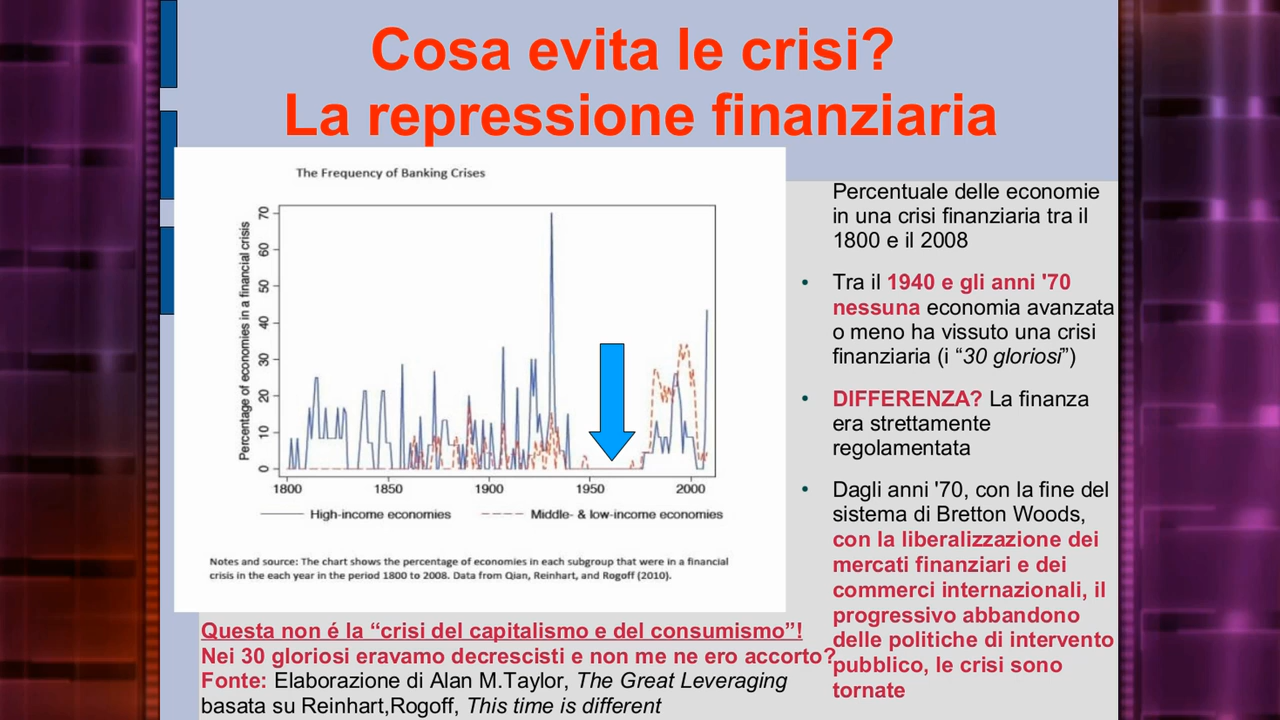 Cosa evita le crisi?
La repressione finanziaria
The Frequency of Banking Crises
Percentage of economies in a financial crisis
70
60
50
40
30
20
10
0
1800
1850
1900
1950
2000
High-income economies
Middle- & low-income economies
Notes and source: The chart shows the percentage of economies in each subgroup that were in a financial
crisis in the each year in the period 1800 to 2008. Data from Qian, Reinhart, and Rogoff (2010).
Percentuale delle economie
in una crisi finanziaria tra il
1800 e il 2008
• Tra il 1940 e gli anni '70
nessuna economia avanzata
o meno ha vissuto una crisi
finanziaria (i “30 gloriosi”)
• DIFFERENZA? La finanza
era strettamente
regolamentata
• Dagli anni '70, con la fine del
sistema di Bretton Woods,
con la liberalizzazione dei
mercati finanziari e dei
commerci internazionali, il
progressivo abbandono
delle politiche di intervento
pubblico, le crisi sono
tornate
Questa non é la “crisi del capitalismo e del consumismo”!
Nei 30 gloriosi eravamo decrescisti e non me ne ero accorto?
Fonte: Elaborazione di Alan M.Taylor, The Great Leveraging
basata su Reinhart,Rogoff, This time is different